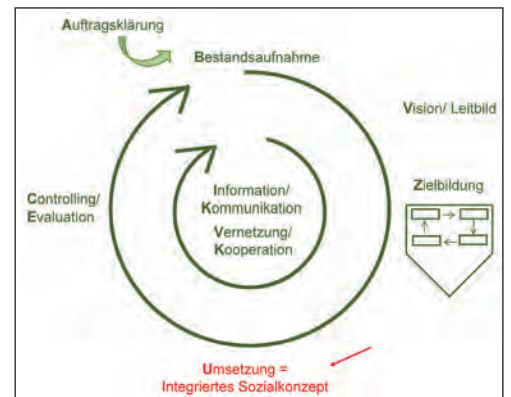 Auftragsklärung
Bestandsaufnahme
Vision/ Leitbild
Zielbildung
Controlling/
Evaluation
Information/
Kommunikation
Vernetzung/
Kooperation
Umsetzung =
Integriertes Sozialkonzept